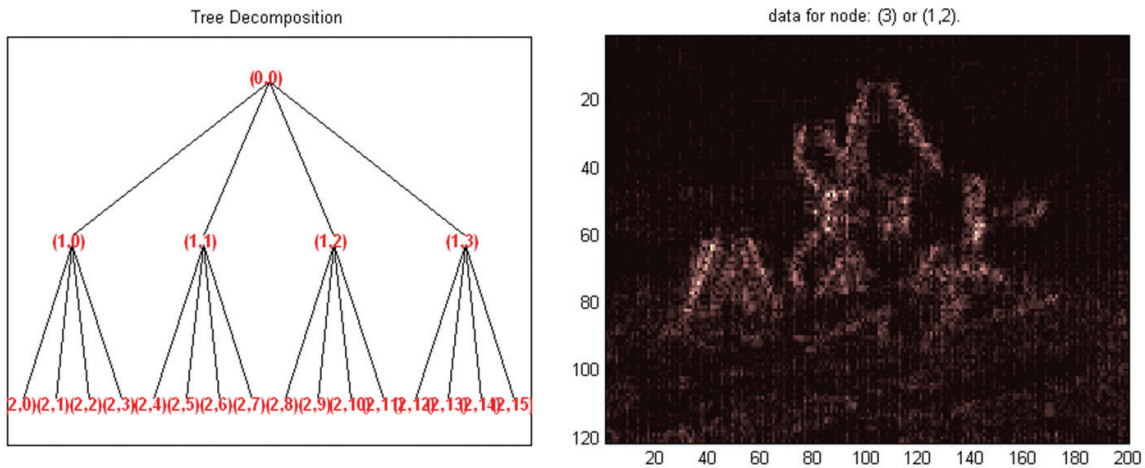 Tree Decomposition
(0,0)
(1,0) (1,1) (1,2) (1,3)
2,0)(2,1)(2,2)(2,3)(2,4)(2,5)(2,6)(2,7)(2,8)(2,9)(2,10)(2,11)(2,12)(2,13)(2,14)(2,15)
data for node: (3) or (1,2).
20
40
60
80
100
120
20 40 60 80 100 120 140 160 180 200